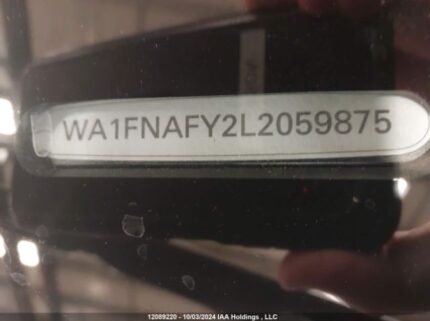 WA1FNAFY2L2059875
12089220 - 10/03/2024 IAA Holdings , LLC